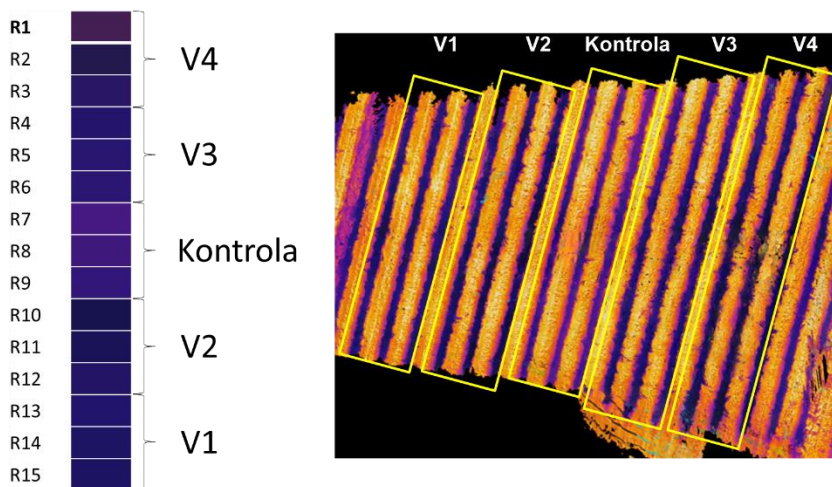 R1
R2
R3
R4
R5
R6
R7
R8
R9
R10
R11
R12
R13
R14
R15
V4
V3
Kontrola
V2
V1
V1 V2 Kontrola V3 V4